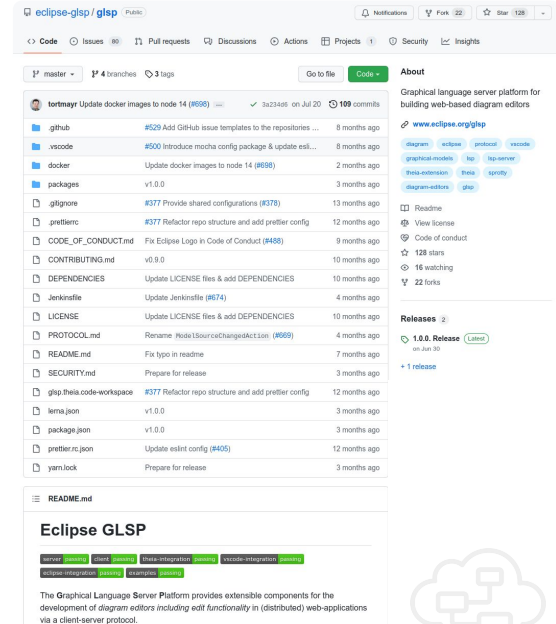 eclipse-glsp / glsp Public
Notifications Fork 22 Star 128
Code Issues 80 Pull requests Discussions Actions Projects 1 Security Insights
master 4 branches 3 tags Go to file Code
tortmayr Update docker images to node 14 (#698) ... 3a234d6 on Jul 20 109 commits
.github #529 Add GitHub issue templates to the repositories ... 8 months ago
.vscode #500 Introduce mocha config package & update esli... 8 months ago
docker Update docker images to node 14 (#698) 2 months ago
packages v1.0.0 3 months ago
.gitignore #377 Provide shared configurations (#378) 13 months ago
.prettierrc #377 Refactor repo structure and add prettier config 12 months ago
CODE_OF_CONDUCT.md Fix Eclipse Logo in Code of Conduct (#488) 9 months ago
CONTRIBUTING.md v0.9.0 10 months ago
DEPENDENCIES Update LICENSE files & add DEPENDENCIES 10 months ago
Jenkinsfile Update Jenkinsfile (#674) 4 months ago
LICENSE Update LICENSE files & add DEPENDENCIES 10 months ago
PROTOCOL.md Rename ModelSourceChangedAction (#669) 4 months ago
README.md Fix typo in readme 7 months ago
SECURITY.md Prepare for release 3 months ago
glsp.theia.code-workspace #377 Refactor repo structure and add prettier config 12 months ago
lerna.json v1.0.0 3 months ago
package.json v1.0.0 3 months ago
prettier.rc.json Update eslint config (#405) 12 months ago
yarn.lock Prepare for release 3 months ago
README.md
Eclipse GLSP
server passing client passing theia-integration passing vscode-integration passing
eclipse-integration passing examples passing
The Graphical Language Server Platform provides extensible components for the
development of diagram editors including edit functionality in (distributed) web-applications
via a client-server protocol.
About
Graphical language server platform for
building web-based diagram editors
www.eclipse.org/glsp
diagram eclipse protocol vscode
graphical-models lsp lsp-server
theia-extension theia sprotty
diagram-editors glsp
Readme
View license
Code of conduct
128 stars
16 watching
22 forks
Releases 2
1.0.0. Release Latest
on Jun 30
+ 1 release